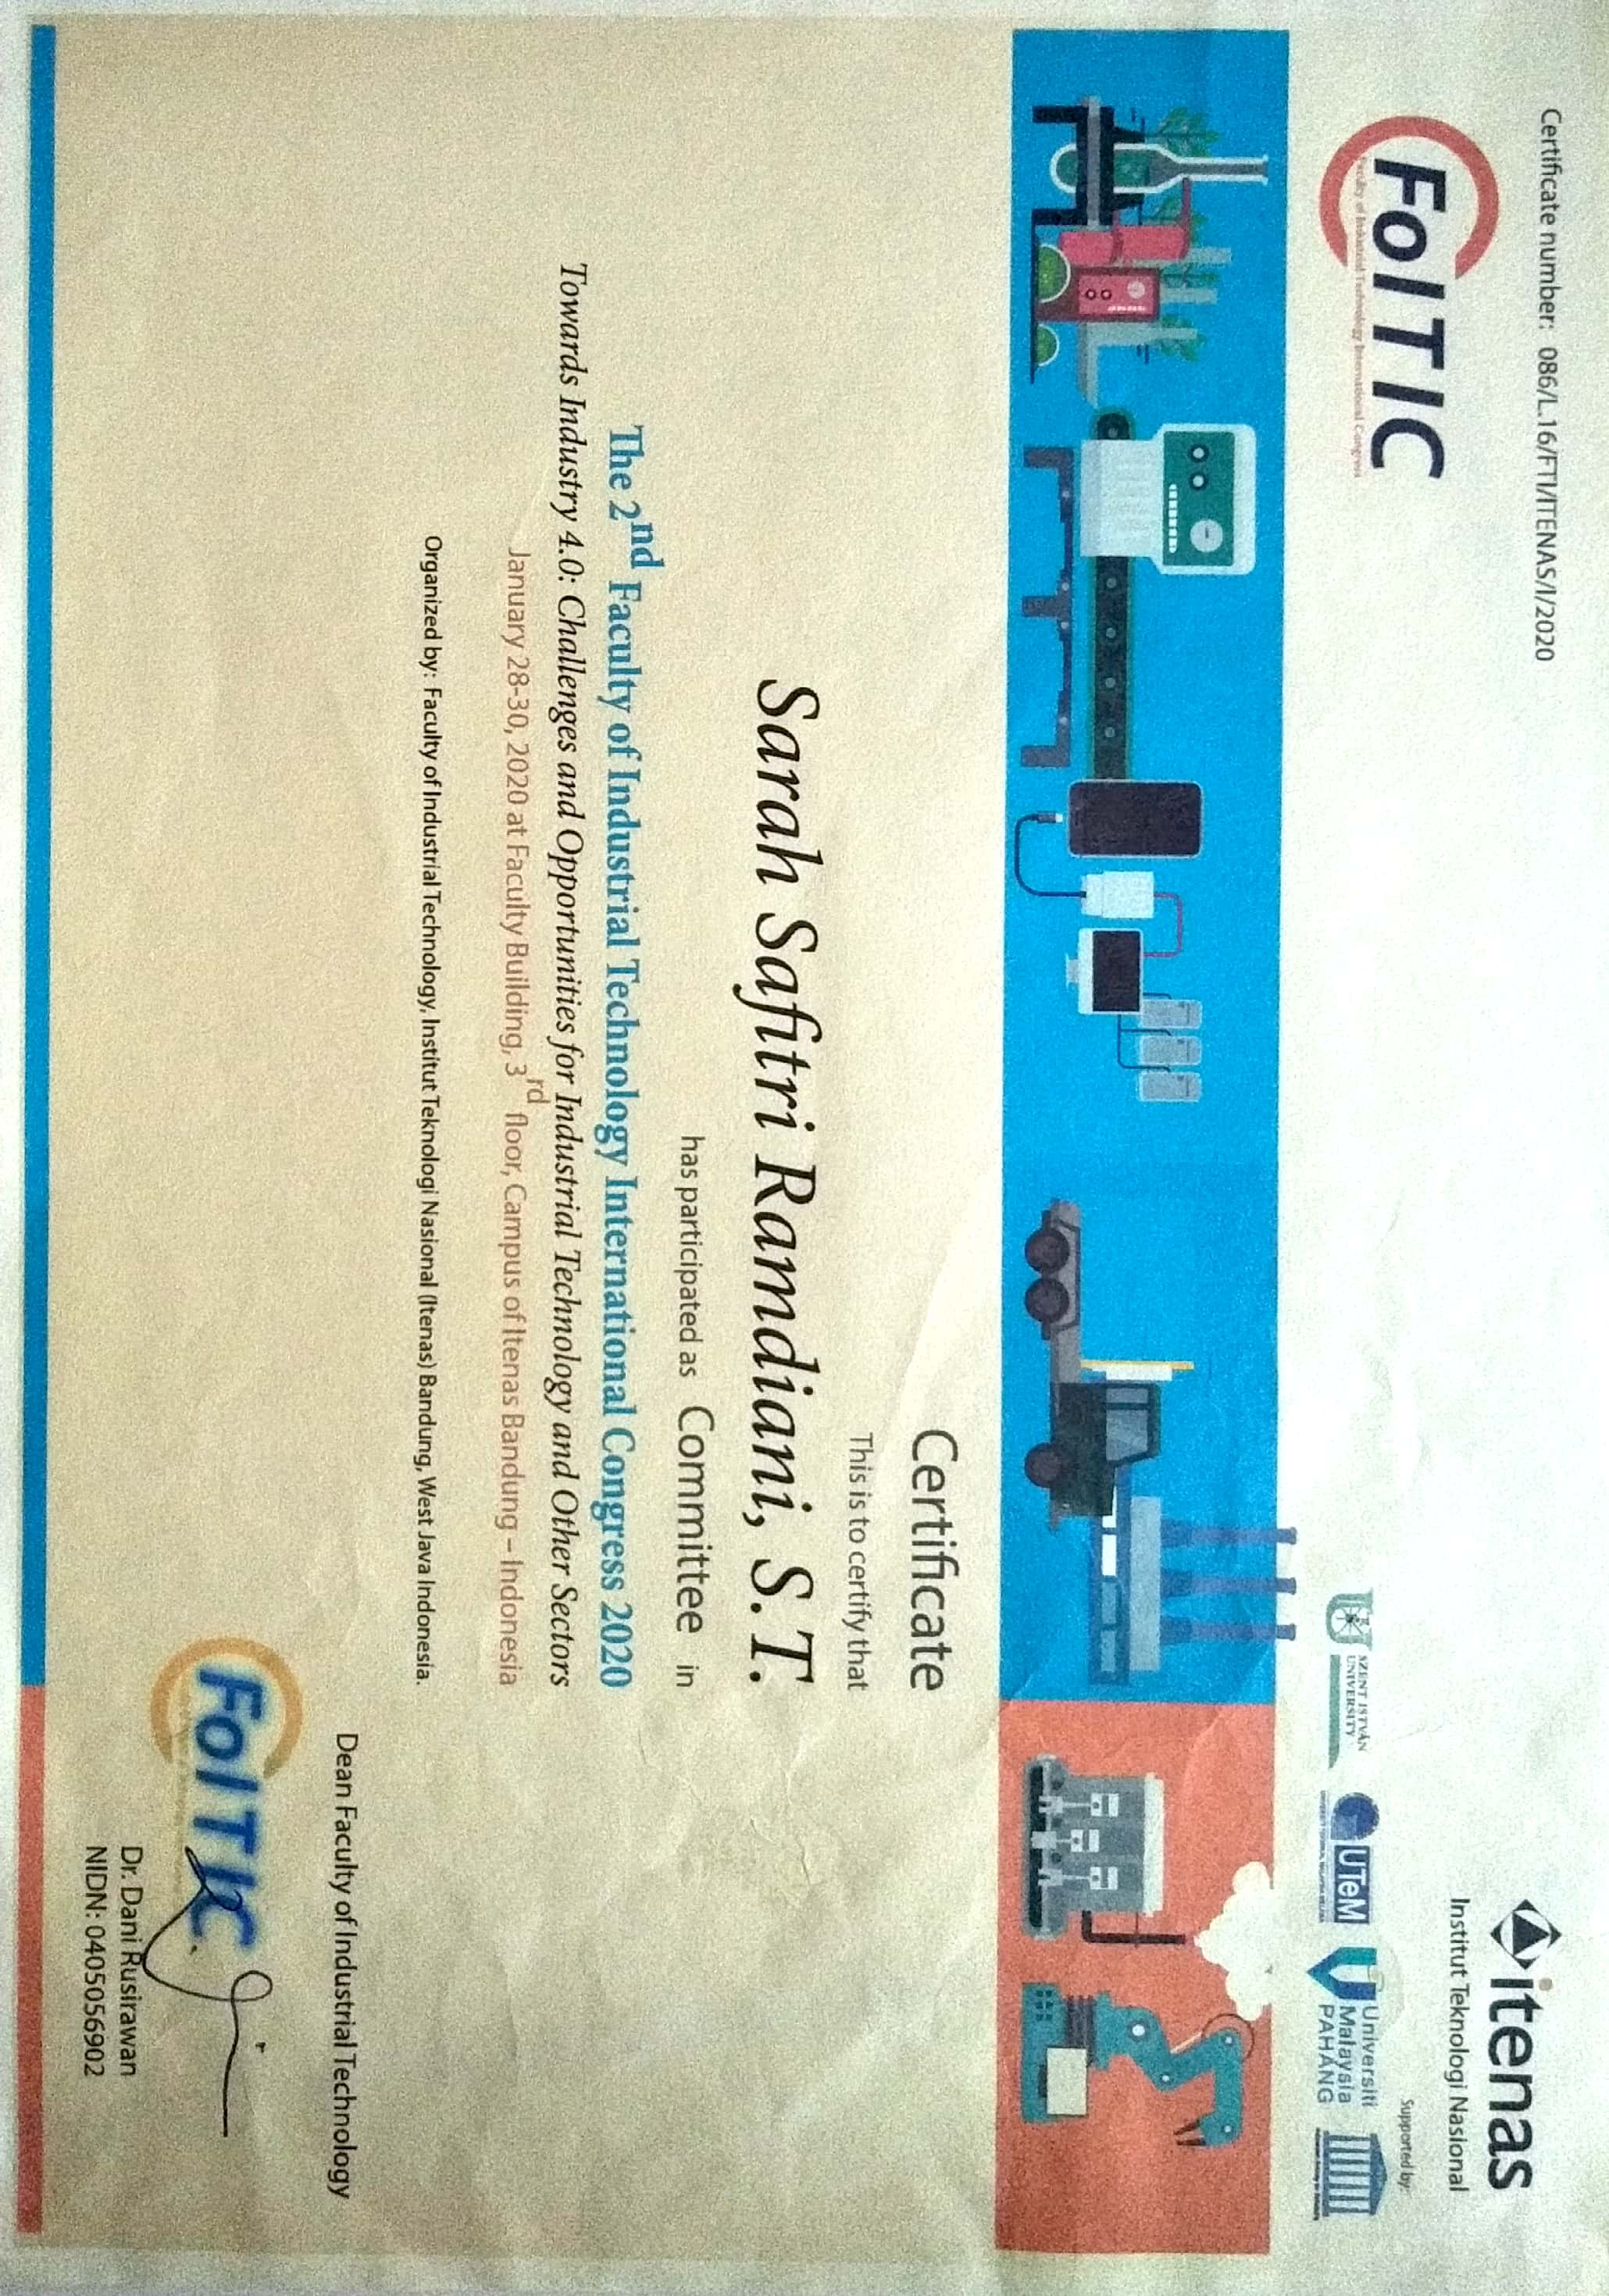 Certificate number: 086/L.16/FTI/ITENAS/I/2020
itenas
Institut Teknologi Nasional
FoITIC
Faculty of Industrial Technology International Congress
Supported by:
SZENT ISTVÁN
UNIVERSITY
UTeM
Universiti
Malaysia
PAHANG
Certificate
This is to certify that
Sarah Safitri Ramdiani, S.T.
has participated as Committee in
The 2nd Faculty of Industrial Technology International Congress 2020
Towards Industry 4.0: Challenges and Opportunities for Industrial Technology and Other Sectors
January 28-30, 2020 at Faculty Building, 3rd floor, Campus of Itenas Bandung – Indonesia
Organized by: Faculty of Industrial Technology, Institut Teknologi Nasional (Itenas) Bandung, West Java Indonesia.
Dean Faculty of Industrial Technology
FoITIC
Dr. Dani Rusirawan
NIDN: 0405056902